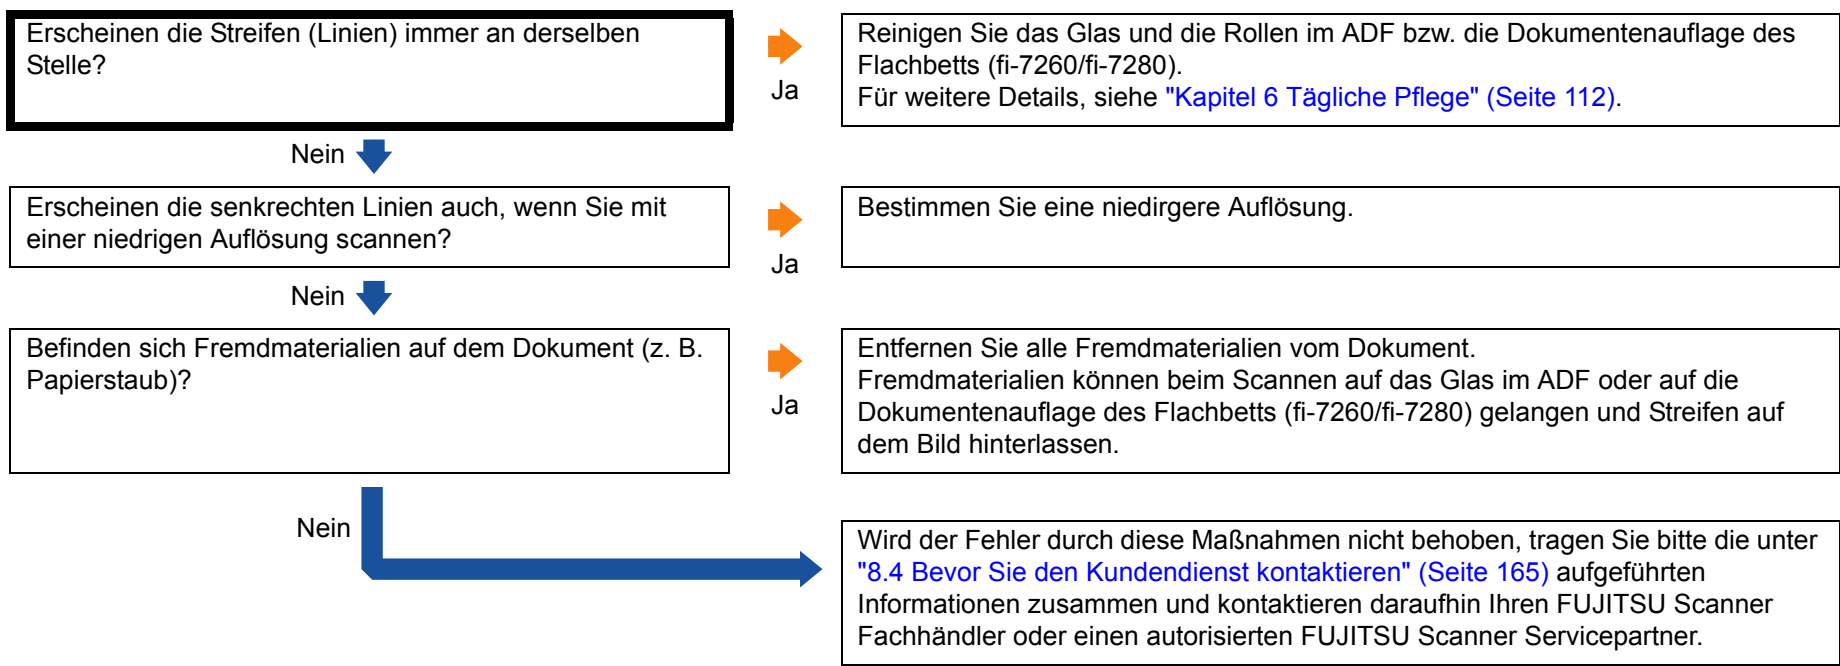 Erscheinen die Streifen (Linien) immer an derselben
Stelle?
Ja
Reinigen Sie das Glas und die Rollen im ADF bzw. die Dokumentenauflage des
Flachbetts (fi-7260/fi-7280).
Für weitere Details, siehe "Kapitel 6 Tägliche Pflege" (Seite 112).
Nein
Erscheinen die senkrechten Linien auch, wenn Sie mit
einer niedrigen Auflösung scannen?
Ja
Bestimmen Sie eine niedirgere Auflösung.
Nein
Befinden sich Fremdmaterialien auf dem Dokument (z. B.
Papierstaub)?
Ja
Entfernen Sie alle Fremdmaterialien vom Dokument.
Fremdmaterialien können beim Scannen auf das Glas im ADF oder auf die
Dokumentenauflage des Flachbetts (fi-7260/fi-7280) gelangen und Streifen auf
dem Bild hinterlassen.
Nein
Wird der Fehler durch diese Maßnahmen nicht behoben, tragen Sie bitte die unter
"8.4 Bevor Sie den Kundendienst kontaktieren" (Seite 165) aufgeführten
Informationen zusammen und kontaktieren daraufhin Ihren FUJITSU Scanner
Fachhändler oder einen autorisierten FUJITSU Scanner Servicepartner.